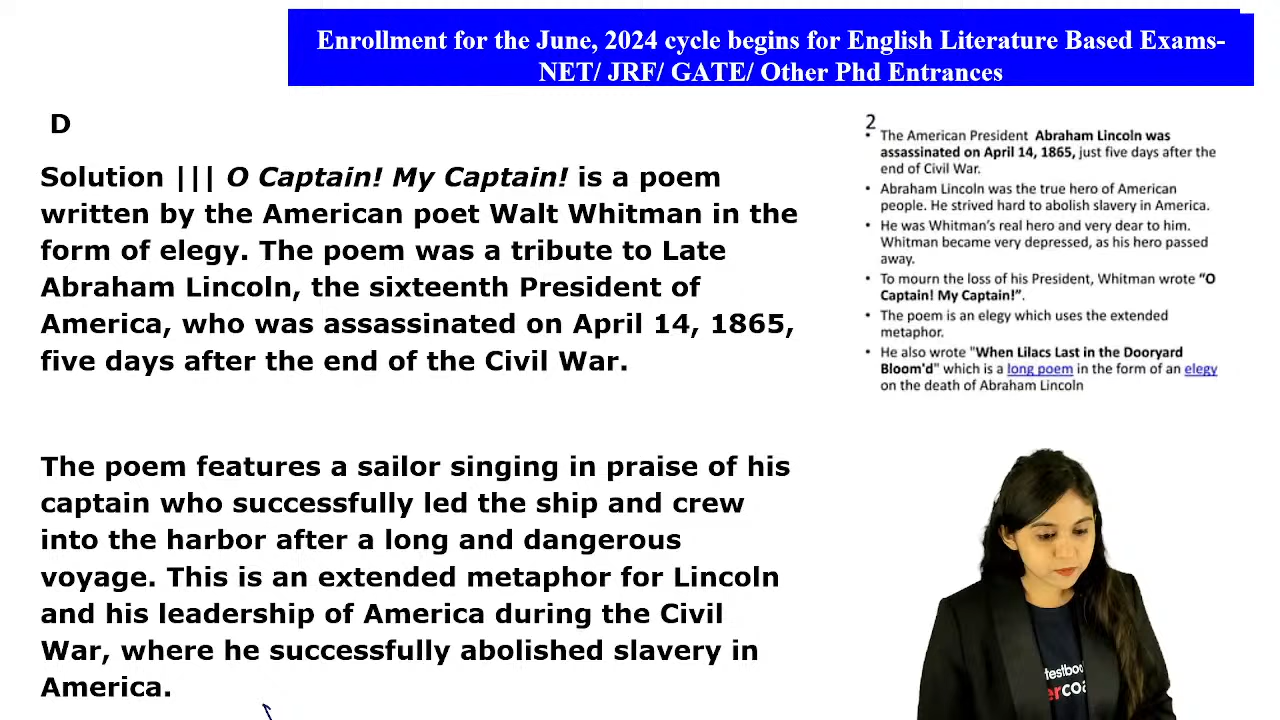 Enrollment for the June, 2024 cycle begins for English Literature Based Exams-
NET/ JRF/ GATE/ Other Phd Entrances
D
Solution ||| O Captain! My Captain! is a poem
written by the American poet Walt Whitman in the
form of elegy. The poem was a tribute to Late
Abraham Lincoln, the sixteenth President of
America, who was assassinated on April 14, 1865,
five days after the end of the Civil War.
The poem features a sailor singing in praise of his
captain who successfully led the ship and crew
into the harbor after a long and dangerous
voyage. This is an extended metaphor for Lincoln
and his leadership of America during the Civil
War, where he successfully abolished slavery in
America.
2
• The American President Abraham Lincoln was
assassinated on April 14, 1865, just five days after the
end of Civil War.
• Abraham Lincoln was the true hero of American
people. He strived hard to abolish slavery in America.
• He was Whitman's real hero and very dear to him.
Whitman became very depressed, as his hero passed
away.
• To mourn the loss of his President, Whitman wrote "O
Captain! My Captain!".
• The poem is an elegy which uses the extended
metaphor.
• He also wrote "When Lilacs Last in the Dooryard
Bloom'd" which is a long poem in the form of an elegy
on the death of Abraham Lincoln
testboo
ercoa